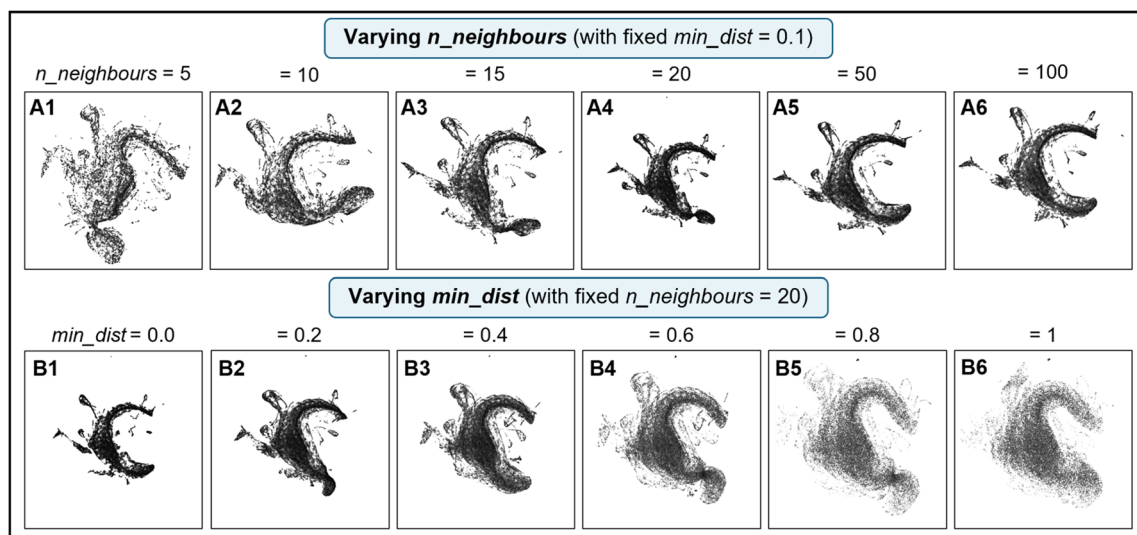 Varying n_neighbours (with fixed min_dist = 0.1)
n_neighbours = 5 = 10 = 15 = 20 = 50 = 100
A1 A2 A3 A4 A5 A6
Varying min_dist (with fixed n_neighbours = 20)
min_dist = 0.0 = 0.2 = 0.4 = 0.6 = 0.8 = 1
B1 B2 B3 B4 B5 B6